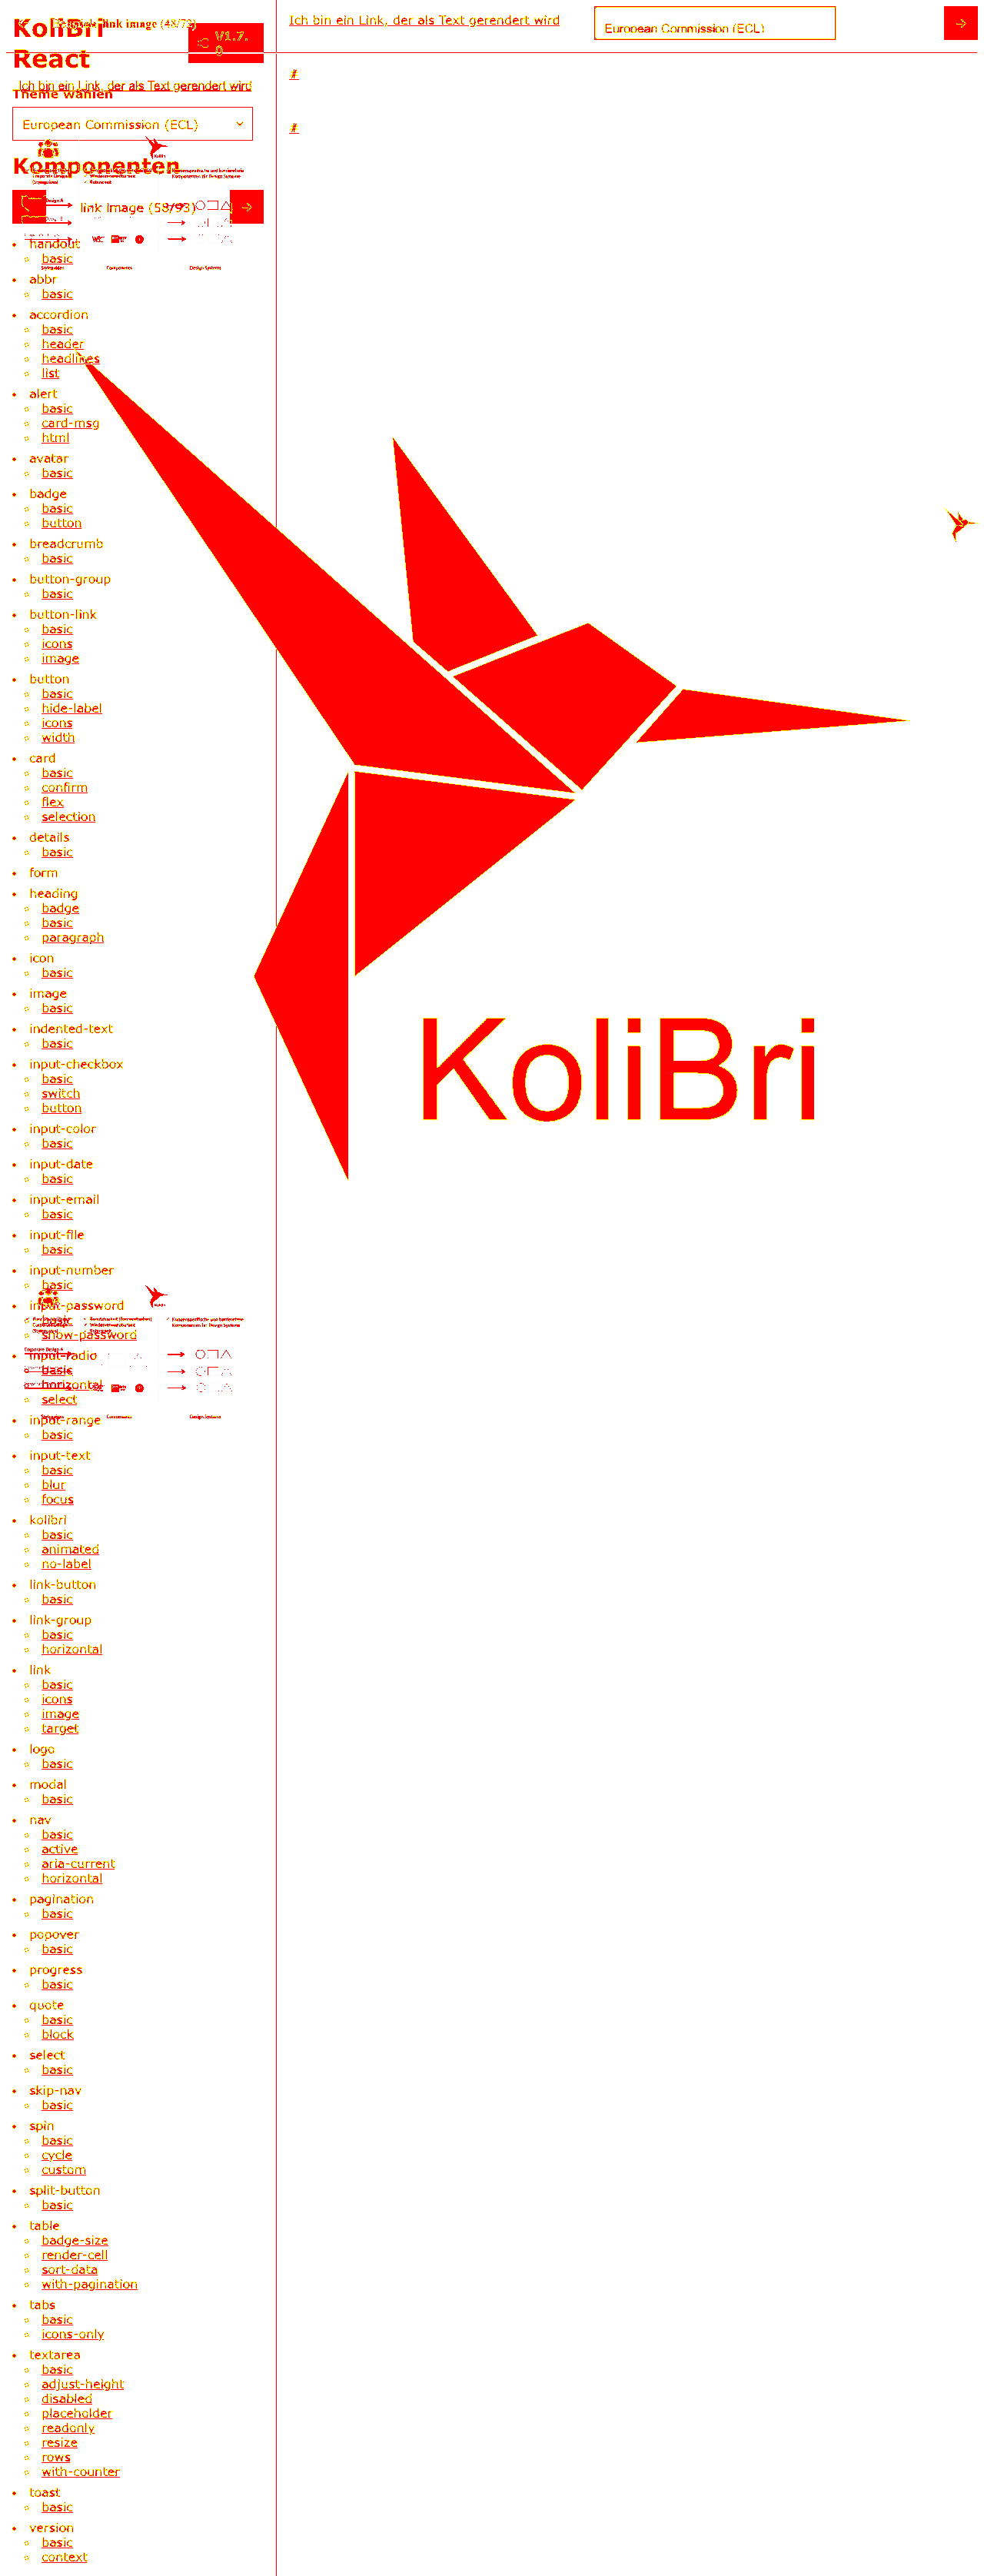 KoliBri
React
link image (48/72)
V1.7.
0
Ich bin ein Link, der als Text gerendert wird
European Commission (ECL)
#
#
Ich bin ein Link, der als Text gerendert wird
Theme wählen
European Commission (ECL)
Komponenten
link Image (58/93)
handout
basic
abbr
basic
accordion
basic
header
headlines
list
alert
basic
card-msg
html
avatar
basic
badge
basic
button
breadcrumb
basic
button-group
basic
button-link
basic
icons
image
button
basic
hide-label
icons
width
card
basic
confirm
flex
selection
details
basic
form
heading
badge
basic
paragraph
icon
basic
image
basic
indented-text
basic
input-checkbox
basic
switch
button
input-color
basic
input-date
basic
input-email
basic
input-file
basic
input-number
basic
input-password
basic
show-password
input-radio
basic
horizontal
select
input-range
basic
input-text
basic
blur
focus
kolibri
basic
animated
no-label
link-button
basic
link-group
basic
horizontal
link
basic
icons
image
target
logo
basic
modal
basic
nav
basic
active
aria-current
horizontal
pagination
basic
popover
basic
progress
basic
quote
basic
block
select
basic
skip-nav
basic
spin
basic
cycle
custom
split-button
basic
table
badge-size
render-cell
sort-data
with-pagination
tabs
basic
icons-only
textarea
basic
adjust-height
disabled
placeholder
readonly
resize
rows
with-counter
toast
basic
version
basic
context
KoliBri